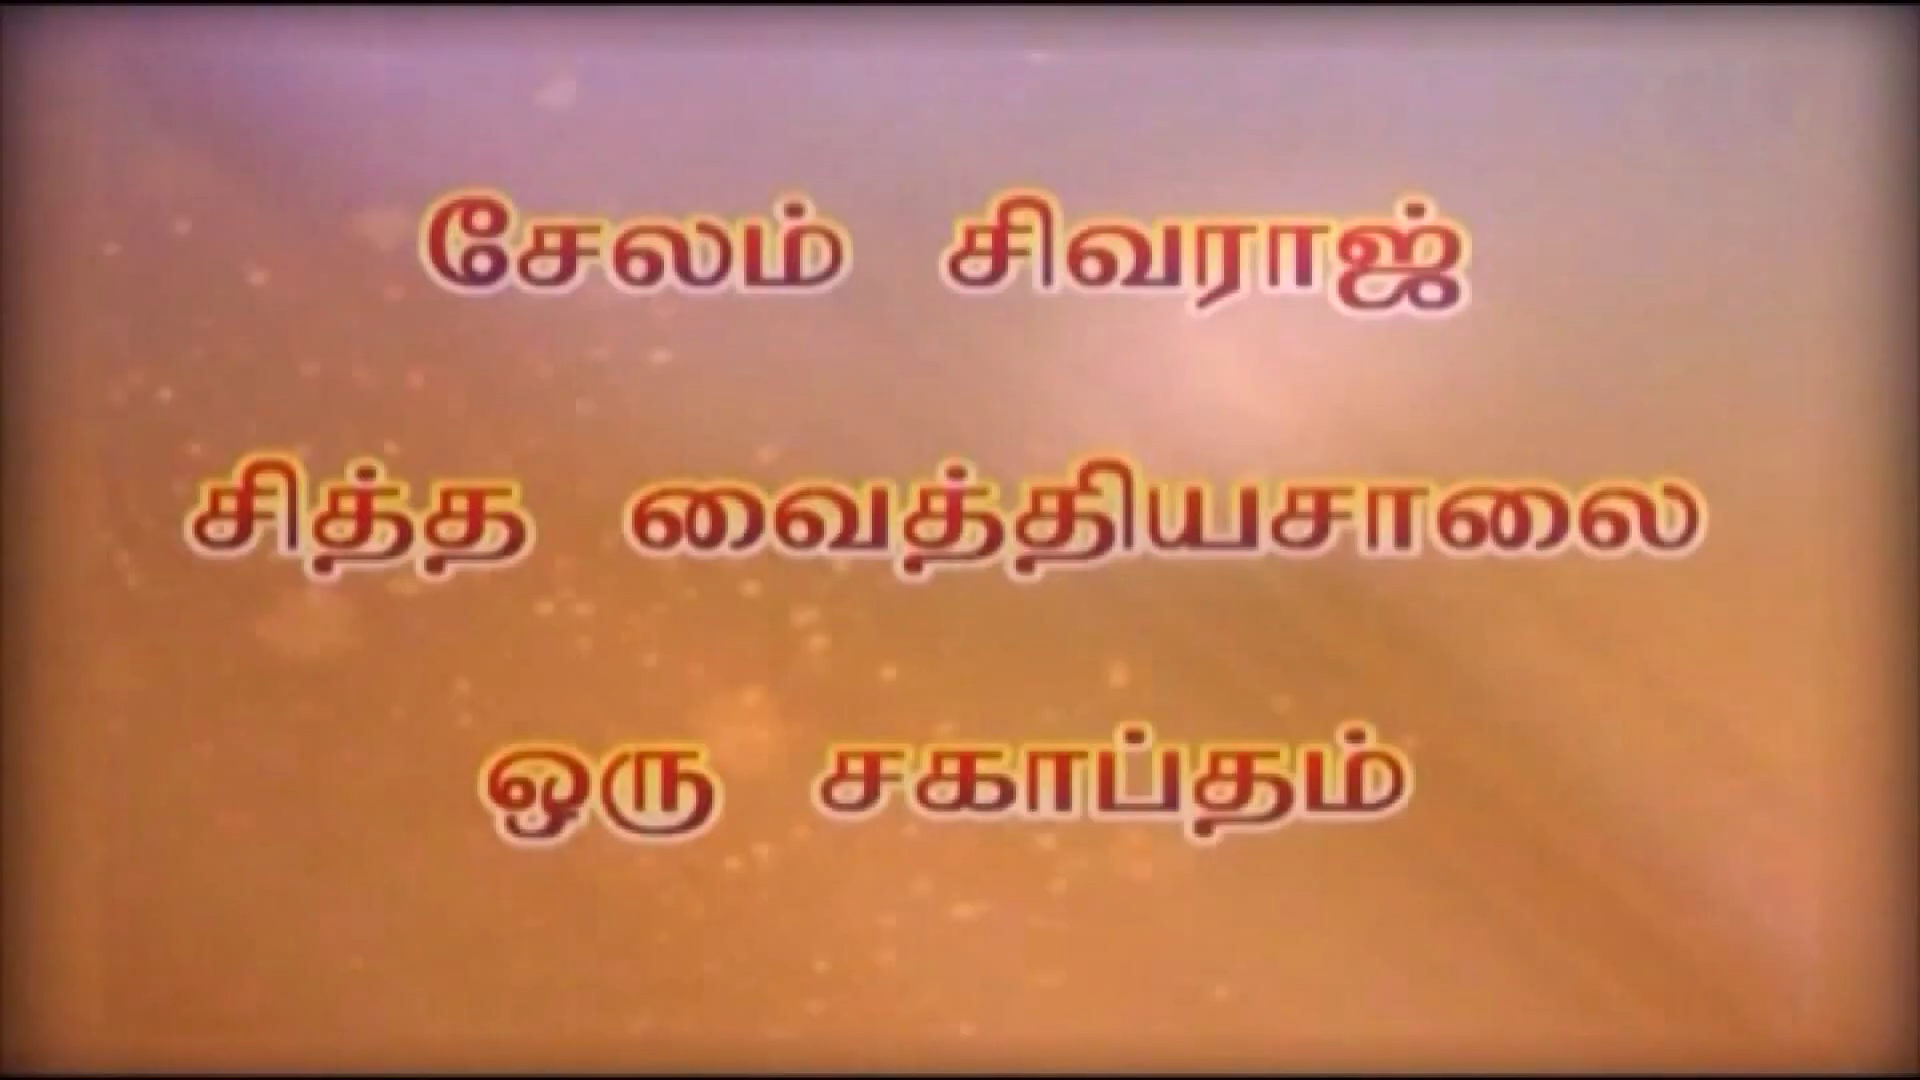 சேலம் சிவராஜ்
சித்த வைத்தியசாலை
ஒரு சகாப்தம்